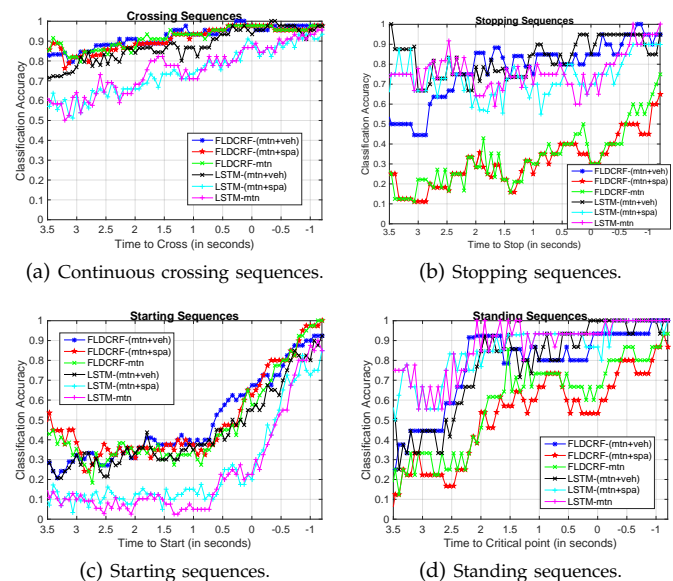 Crossing Sequences
Classification Accuracy
1
0.9
0.8
0.7
0.6
0.5
0.4
0.3
0.2
0.1
0
FLDCRF-(mtn+veh)
FLDCRF-(mtn+spa)
FLDCRF-mtn
LSTM-(mtn+veh)
LSTM-(mtn+spa)
LSTM-mtn
3.5 3 2.5 2 1.5 1 0.5 0 -0.5 -1
Time to Cross (in seconds)
(a) Continuous crossing sequences.
Stopping Sequences
Classification Accuracy
1
0.9
0.8
0.7
0.6
0.5
0.4
0.3
0.2
0.1
0
FLDCRF-(mtn+veh)
FLDCRF-(mtn+spa)
FLDCRF-mtn
LSTM-(mtn+veh)
LSTM-(mtn+spa)
LSTM-mtn
3.5 3 2.5 2 1.5 1 0.5 0 -0.5 -1
Time to Stop (in seconds)
(b) Stopping sequences.
Starting Sequences
Classification Accuracy
1
0.9
0.8
0.7
0.6
0.5
0.4
0.3
0.2
0.1
0
FLDCRF-(mtn+veh)
FLDCRF-(mtn+spa)
FLDCRF-mtn
LSTM-(mtn+veh)
LSTM-(mtn+spa)
LSTM-mtn
3.5 3 2.5 2 1.5 1 0.5 0 -0.5 -1
Time to Start (in seconds)
(c) Starting sequences.
Standing Sequences
Classification Accuracy
1
0.9
0.8
0.7
0.6
0.5
0.4
0.3
0.2
0.1
0
FLDCRF-(mtn+veh)
FLDCRF-(mtn+spa)
FLDCRF-mtn
LSTM-(mtn+veh)
LSTM-(mtn+spa)
LSTM-mtn
3.5 3 2.5 2 1.5 1 0.5 0 -0.5 -1
Time to Critical point (in seconds)
(d) Standing sequences.